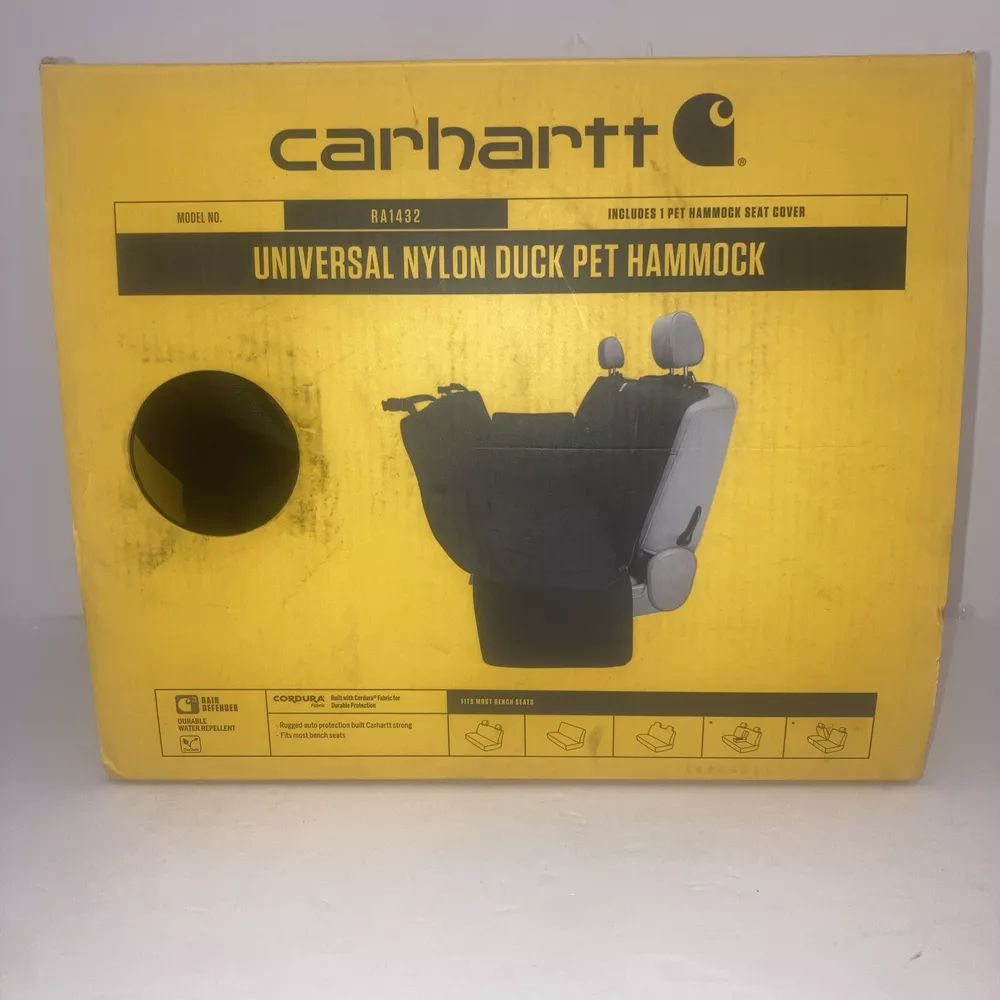 carhartt
MODEL NO. RA1432 INCLUDES 1 PET HAMMOCK SEAT COVER
UNIVERSAL NYLON DUCK PET HAMMOCK
RAIN DEFENDER
DURABLE
WATER REPELLENT
CORDURA® Fabric
Built with Cordura® Fabric for
Durable Protection
- Rugged auto protection built Carhartt strong
- Fits most bench seats
FITS MOST BENCH SEATS